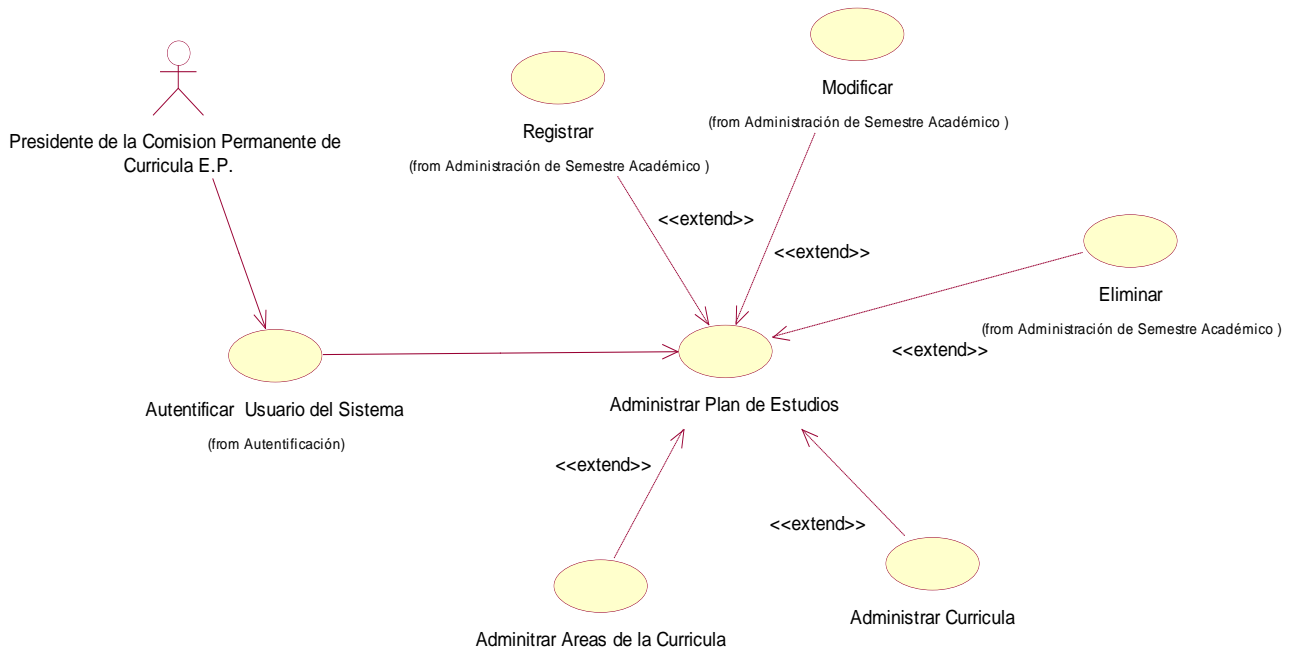 Modificar
(from Administración de Semestre Académico )
Registrar
(from Administración de Semestre Académico )
Presidente de la Comision Permanente de
Curricula E.P.
<<extend>>
<<extend>>
Eliminar
(from Administración de Semestre Académico )
<<extend>>
Autentificar Usuario del Sistema
(from Autentificación)
Administrar Plan de Estudios
<<extend>>
<<extend>>
Administrar Curricula
Adminitrar Areas de la Curricula